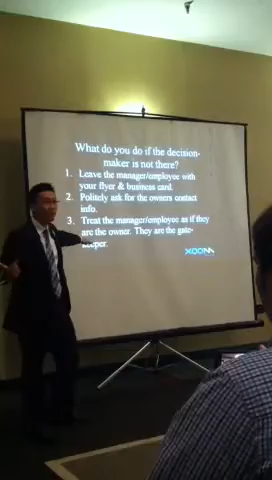 What do you do if the decision-
maker is not there?
1. Leave the manager/employee with
your flyer & business card.
2. Politely ask for the owners contact
info.
3. Treat the manager/employee as if they
are the owner. They are the gate-
keeper.
XOOM